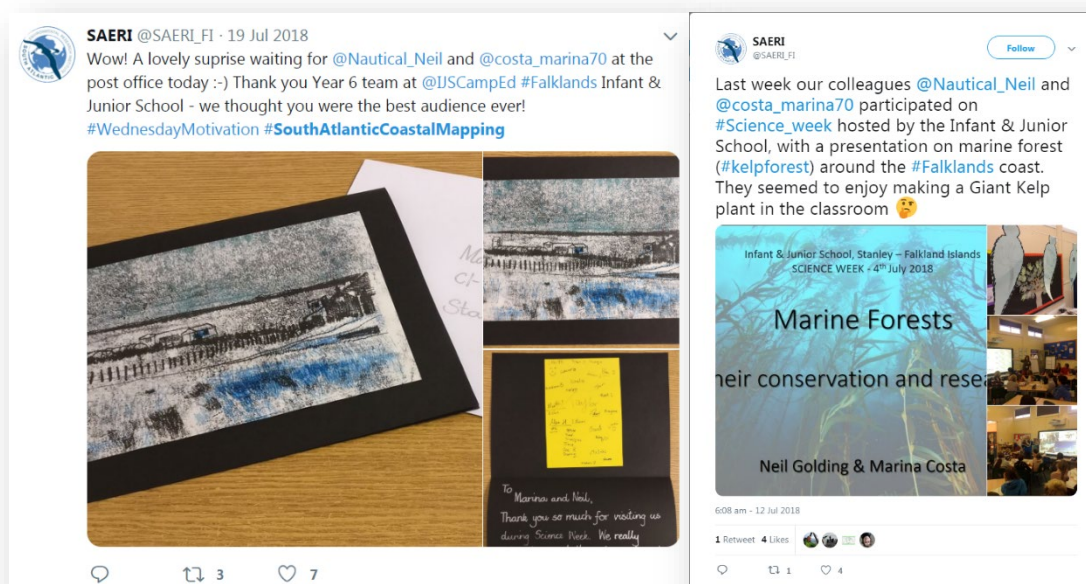 SAERI @SAERI_FI · 19 Jul 2018
Wow! A lovely suprise waiting for @Nautical_Neil and @costa_marina70 at the
post office today :-) Thank you Year 6 team at @IJSCampEd #Falklands Infant &
Junior School - we thought you were the best audience ever!
#WednesdayMotivation #SouthAtlanticCoastalMapping
To
Marina and Neil,
Thank you so much for visiting us
during Science Week. We really
3
7
SAERI
@SAERI_FI
Follow
Last week our colleagues @Nautical_Neil and
@costa_marina70 participated on
#Science_week hosted by the Infant & Junior
School, with a presentation on marine forest
(#kelpforest) around the #Falklands coast.
They seemed to enjoy making a Giant Kelp
plant in the classroom 🤔
Infant & Junior School, Stanley – Falkland Islands
SCIENCE WEEK - 4th July 2018
Marine Forests
heir conservation and resea
Neil Golding & Marina Costa
6:08 am - 12 Jul 2018
1 Retweet 4 Likes
1
4